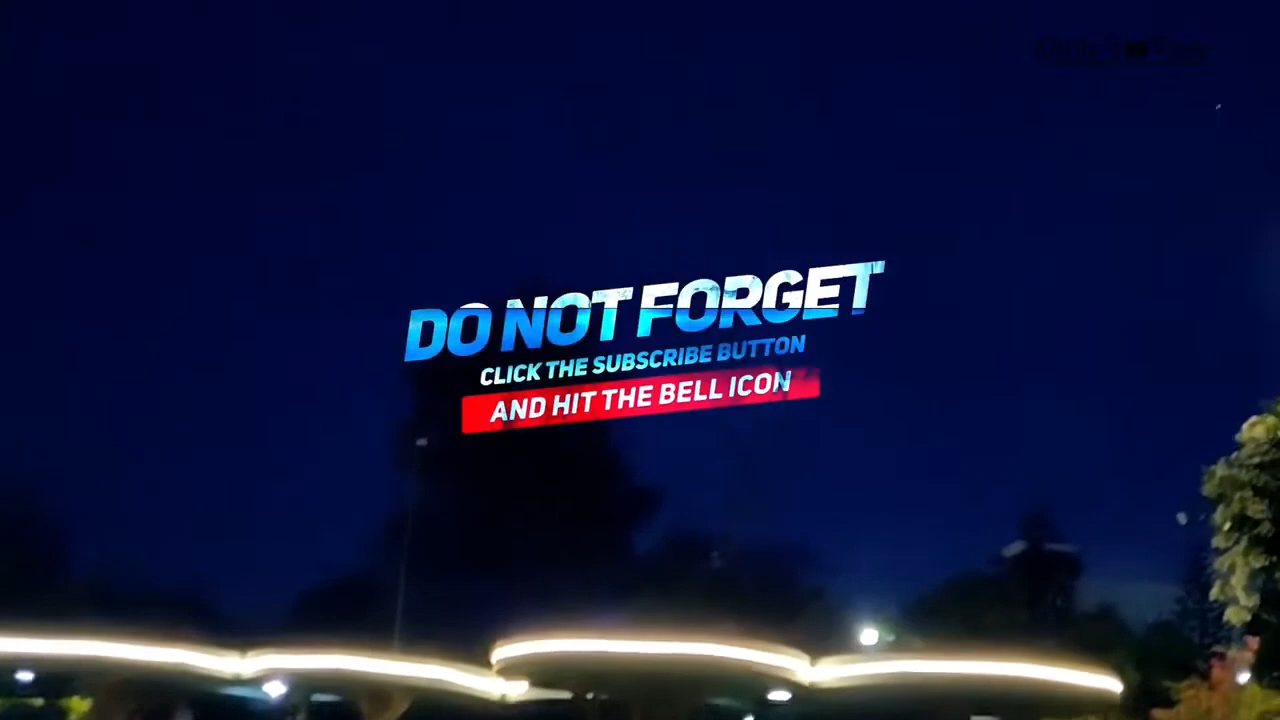 DO NOT FORGET
CLICK THE SUBSCRIBE BUTTON
AND HIT THE BELL ICON